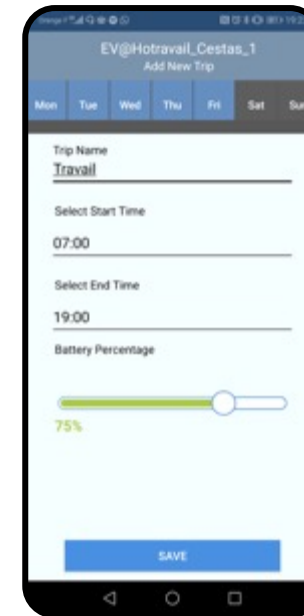 EV@Hotravail_Cestas_1
Add New Trip
Mon Tue Wed Thu Fri Sat Su
Trip Name
Travail
Select Start Time
07:00
Select End Time
19:00
Battery Percentage
75%
SAVE